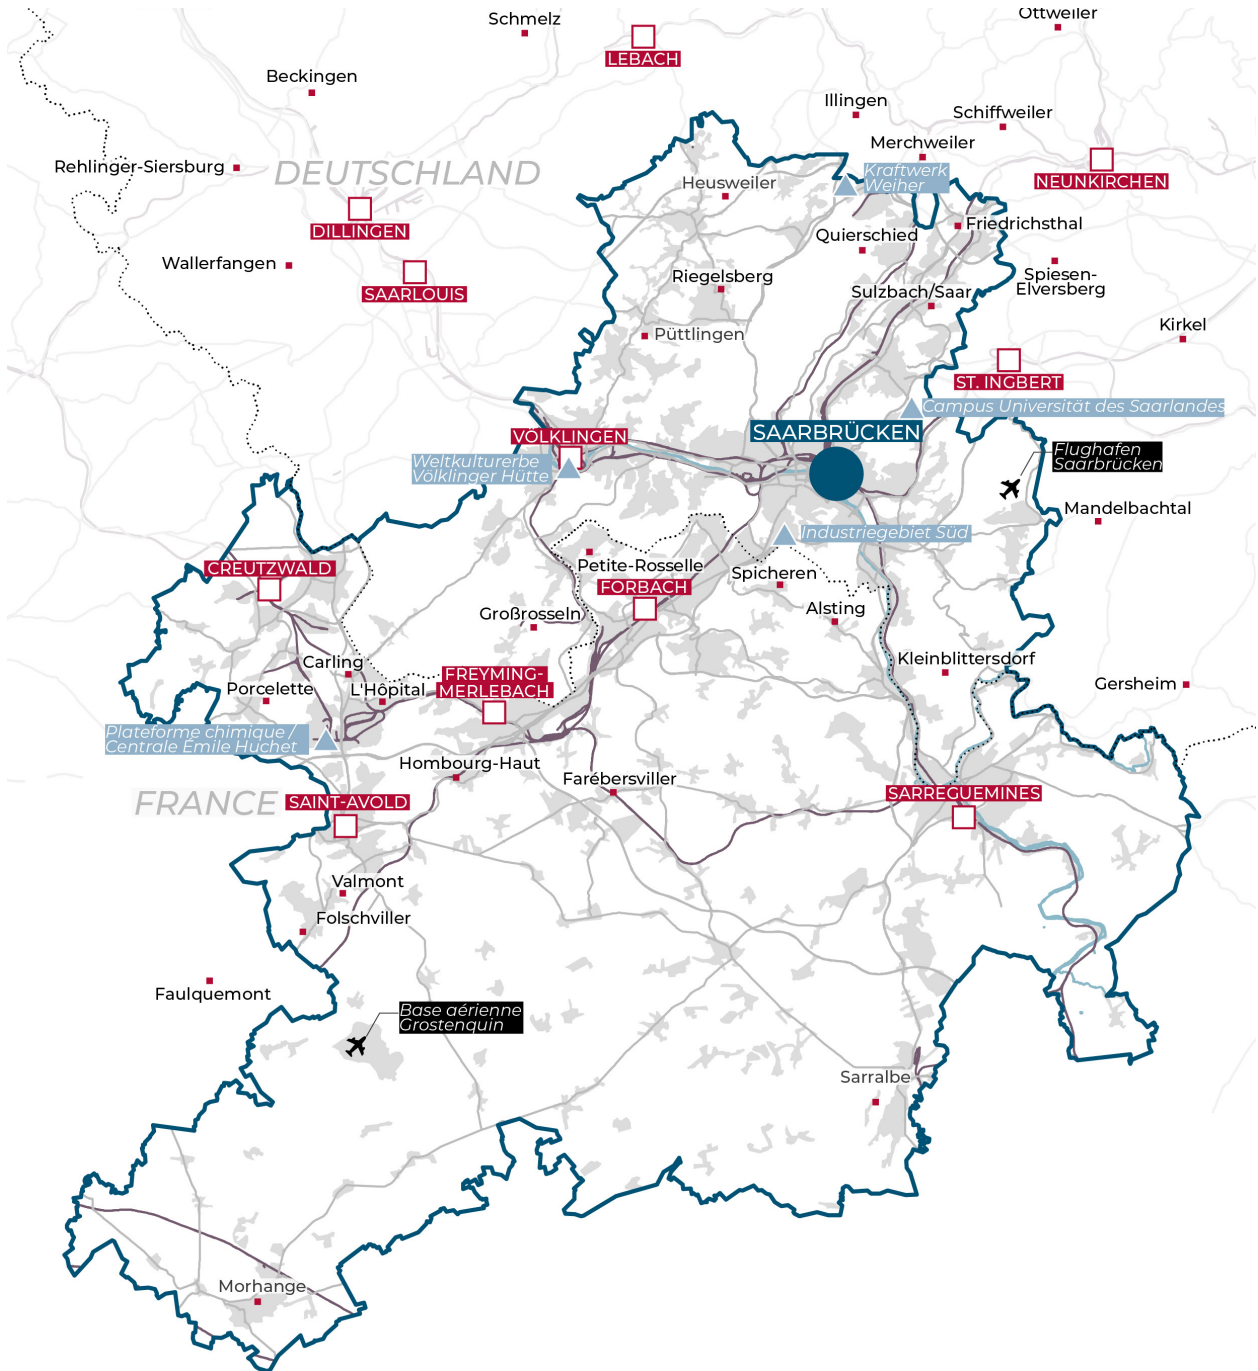 Schmelz
Ottweiler
LEBACH
Beckingen
Illingen
Schiffweiler
Merchweiler
Rehlinger-Siersburg
DEUTSCHLAND
Kraftwerk
Weiher
Heusweiler
NEUNKIRCHEN
DILLINGEN
Friedrichsthal
Quierschied
Wallerfangen
Riegelsberg
Spiesen-
Elversberg
SAARLOUIS
Sulzbach/Saar
Kirkel
Püttlingen
ST. INGBERT
Campus Universität des Saarlandes
SAARBRÜCKEN
VÖLKLINGEN
Weltkulturerbe
Völklinger Hütte
Flughafen
Saarbrücken
Mandelbachtal
Industriegebiet Süd
CREUTZWALD
Petite-Rosselle
Spicheren
FORBACH
Großrosseln
Alsting
Carling
Kleinblittersdorf
FREYMING-
MERLEBACH
Porcelette
L'Hôpital
Gersheim
Plateforme chimique /
Centrale Emile Huchet
Hombourg-Haut
Farébersviller
FRANCE
SAINT-AVOLD
SARREGUEMINES
Valmont
Folschviller
Faulquemont
Base aérienne
Grostenquin
Sarralbe
Morhange